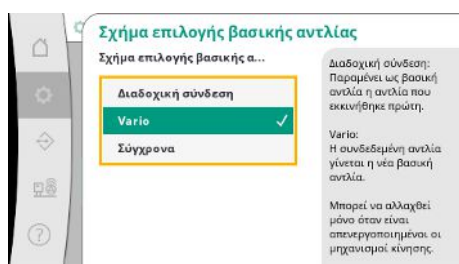 Σχήμα επιλογής βασικής αντλίας
Σχήμα επιλογής βασικής α...
Διαδοχική σύνδεση
Vario
Σύγχρονα
Διαδοχική σύνδεση:
Παραμένει ως βασική
αντλία η αντλία που
εκκινήθηκε πρώτη.
Vario:
Η συνδεδεμένη αντλία
γίνεται η νέα βασική
αντλία.
Μπορεί να αλλαχθεί
μόνο όταν είναι
απενεργοποιημένοι οι
μηχανισμοί κίνησης.